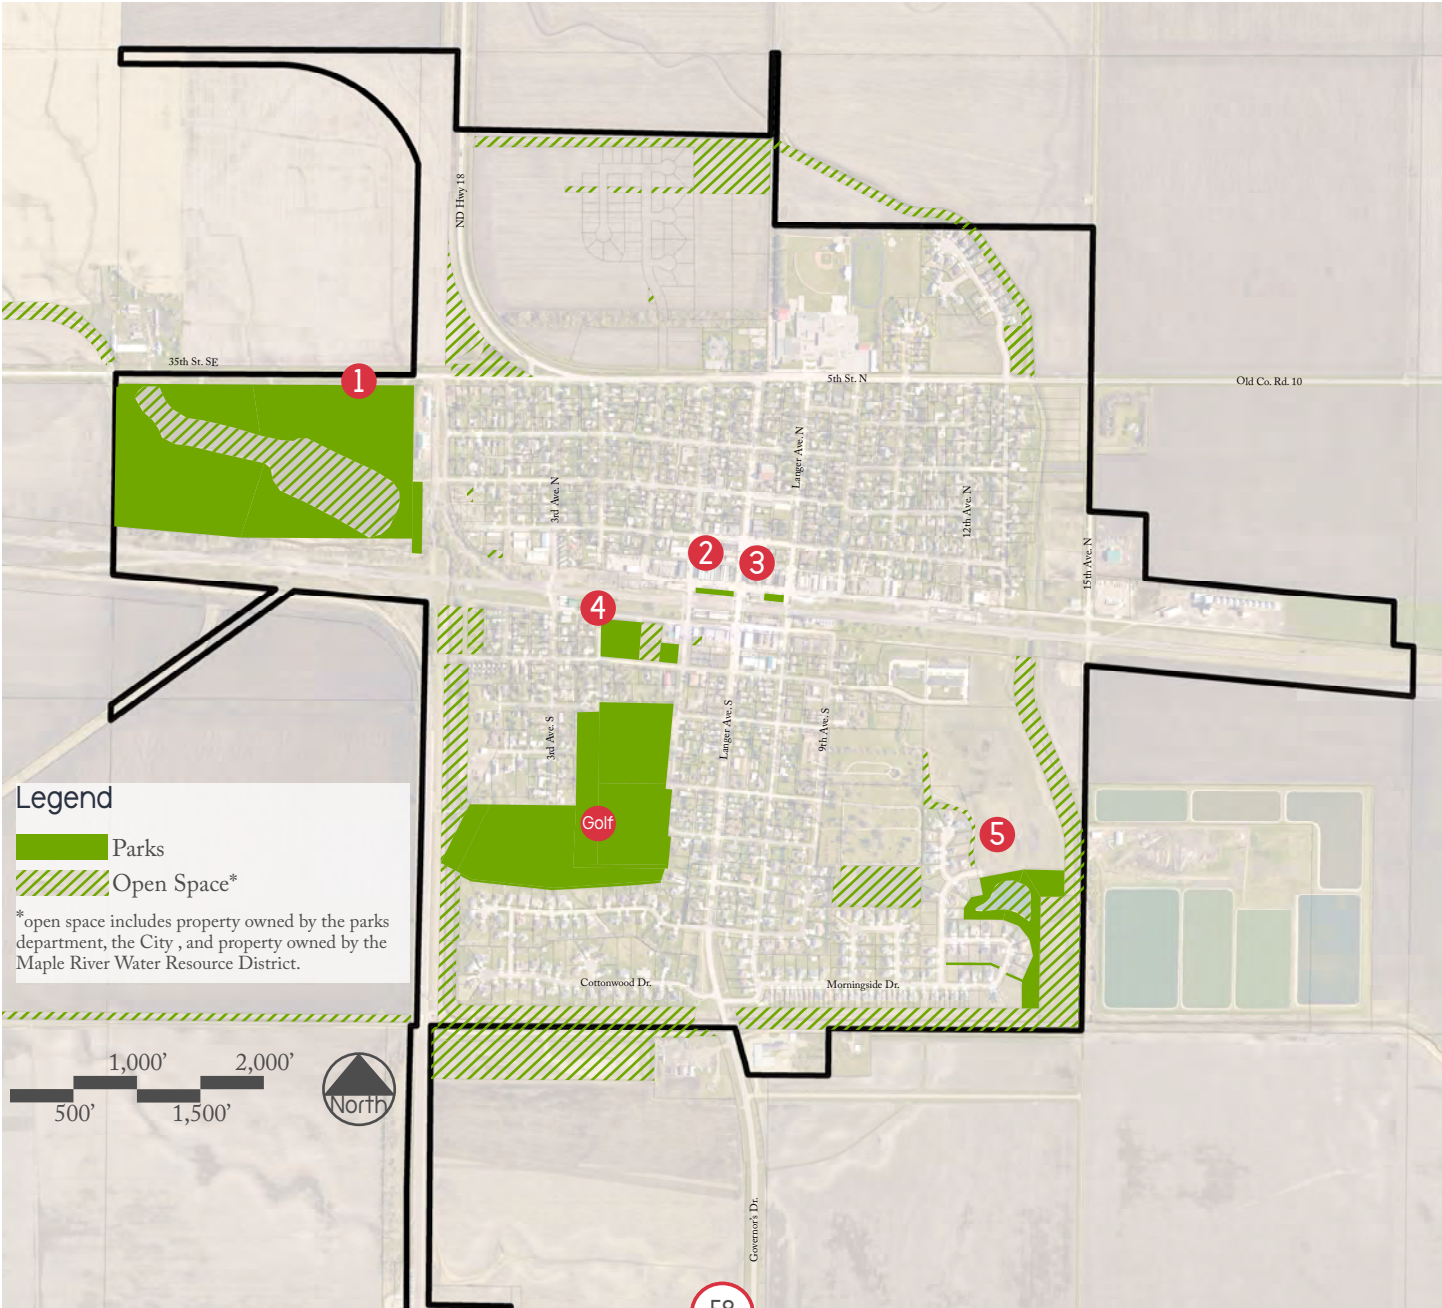 ND Hwy 18
35th St. SE
1
5th St. N
Old Co. Rd. 10
Langer Ave. N
3rd Ave. N
12th Ave. N
15th Ave. N
2
3
4
3rd Ave. S
Langer Ave. S
9th Ave. S
Golf
5
Legend
Parks
Open Space*
*open space includes property owned by the parks
department, the City , and property owned by the
Maple River Water Resource District.
Cottonwood Dr.
Morningside Dr.
1,000’ 2,000’
500’ 1,500’
North
Governor's Dr.
58